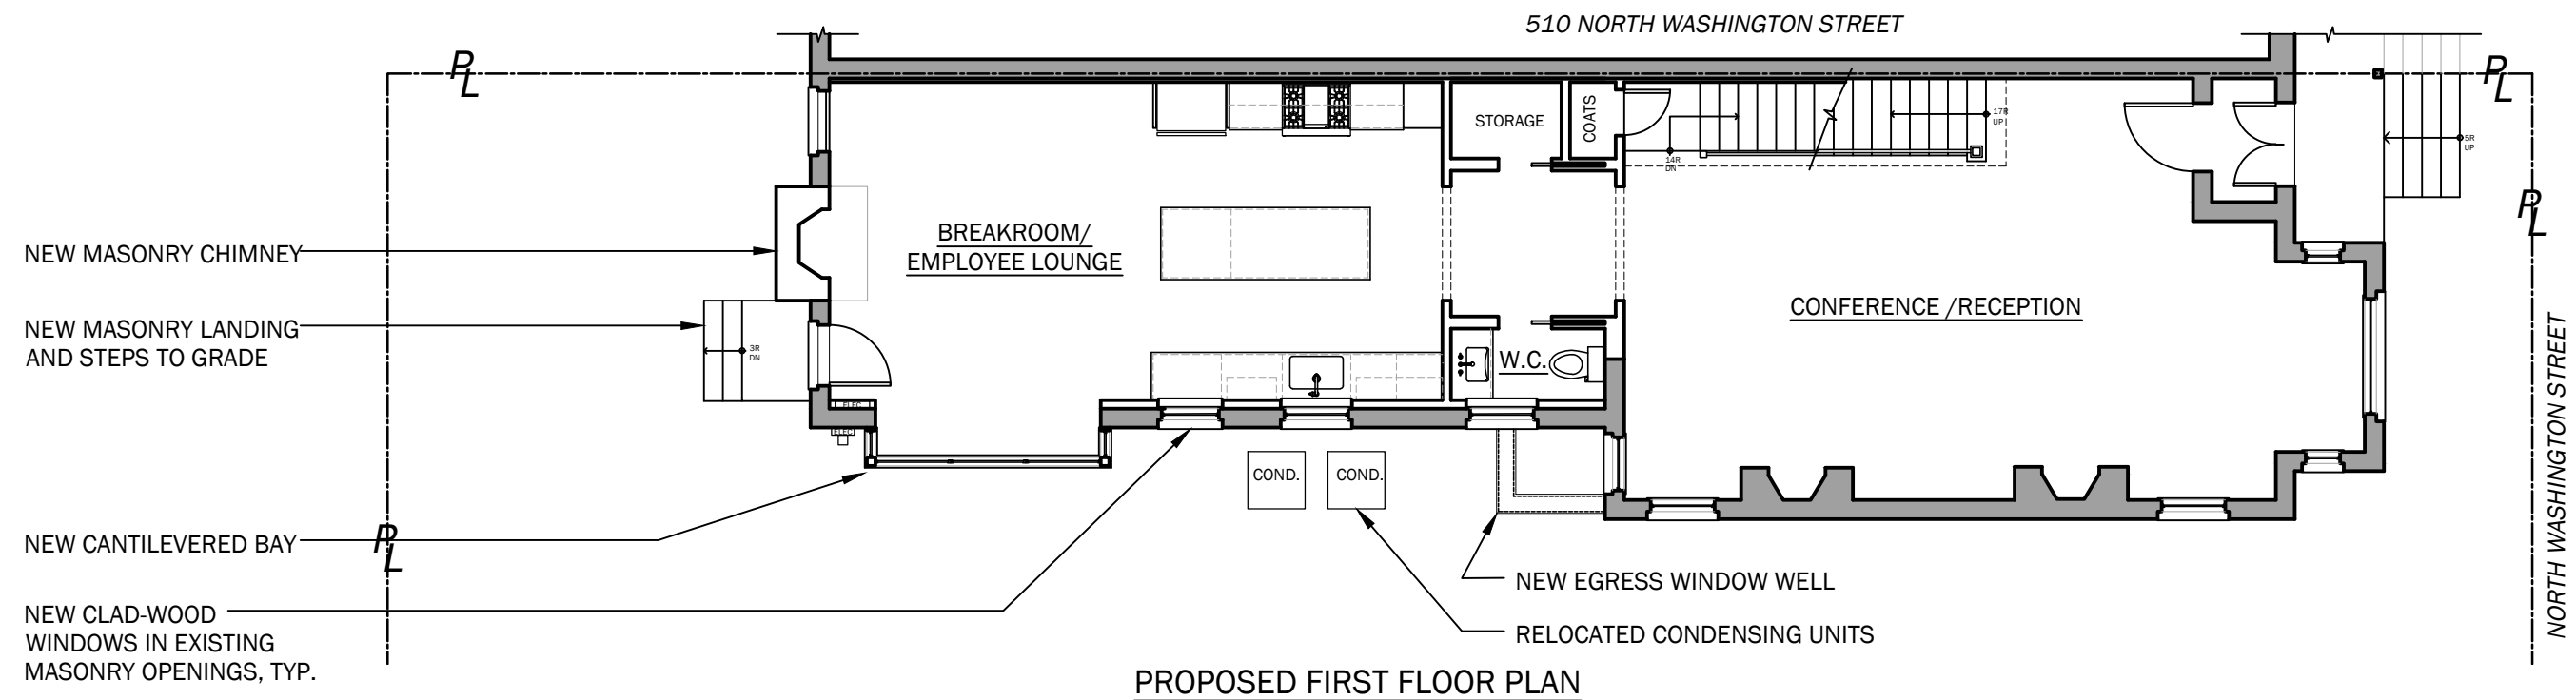 510 NORTH WASHINGTON STREET
PL
PL
PL
PL
STORAGE
COATS
17R
UP
14R
DN
5R
UP
BREAKROOM/
EMPLOYEE LOUNGE
CONFERENCE /RECEPTION
W.C.
NEW MASONRY CHIMNEY
NEW MASONRY LANDING
AND STEPS TO GRADE
3R
DN
ELEC
ELEC
COND.
COND.
NEW CANTILEVERED BAY
NEW CLAD-WOOD
WINDOWS IN EXISTING
MASONRY OPENINGS, TYP.
NEW EGRESS WINDOW WELL
RELOCATED CONDENSING UNITS
NORTH WASHINGTON STREET
PROPOSED FIRST FLOOR PLAN